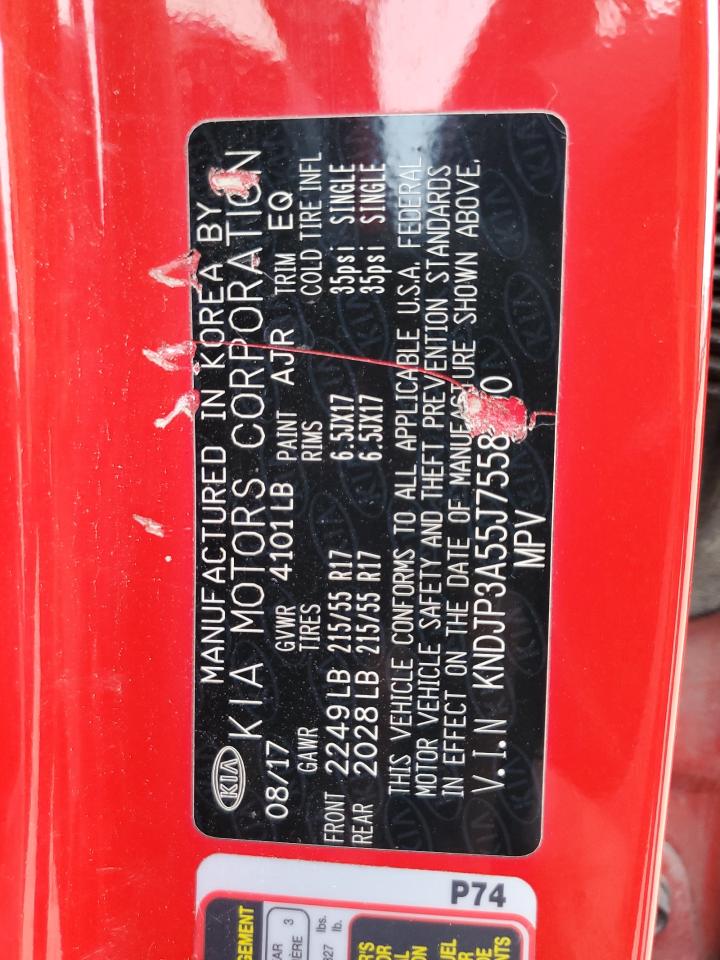 MANUFACTURED IN KOREA BY
KIA KIA MOTORS CORPORATION
08/17 GVWR 4101LB PAINT AJR TRIM EQ
GAWR TIRES RIMS COLD TIRE INFL
FRONT 2249LB 215/55 R17 6.5JX17 35psi SINGLE
REAR 2028LB 215/55 R17 6.5JX17 35psi SINGLE
THIS VEHICLE CONFORMS TO ALL APPLICABLE U.S.A. FEDERAL
MOTOR VEHICLE SAFETY AND THEFT PREVENTION STANDARDS
IN EFFECT ON THE DATE OF MANUFACTURE SHOWN ABOVE.
V.I.N KNDJP3A55J7558
MPV
P74
3
lbs.
lb.